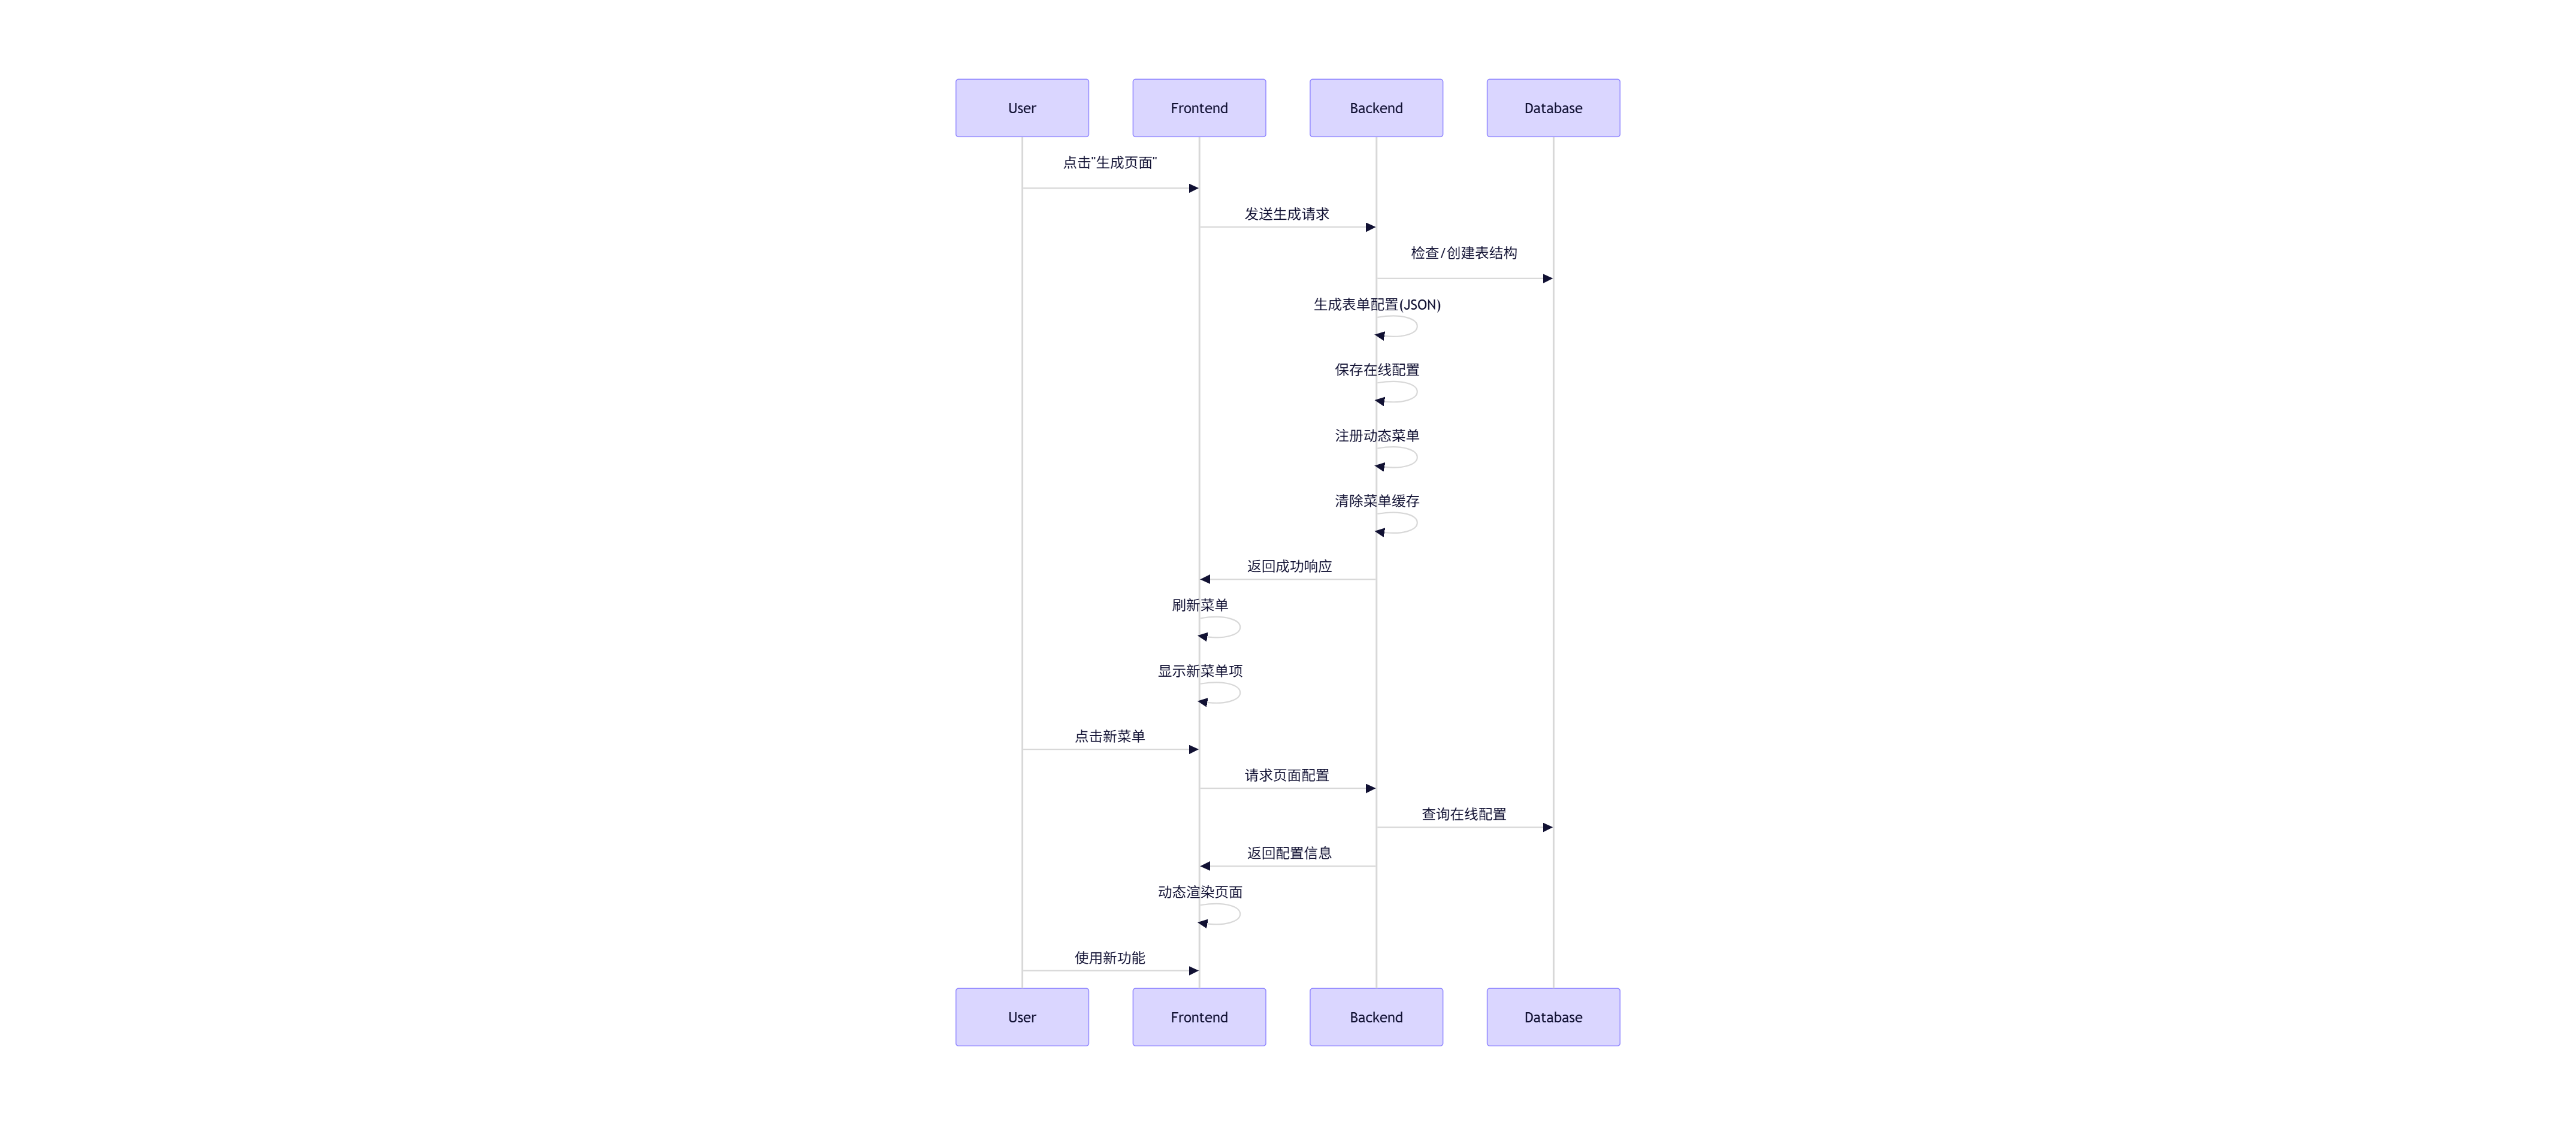 User
Frontend
Backend
Database
点击"生成页面"
发送生成请求
检查/创建表结构
生成表单配置(JSON)
保存在线配置
注册动态菜单
清除菜单缓存
返回成功响应
刷新菜单
显示新菜单项
点击新菜单
请求页面配置
查询在线配置
返回配置信息
动态渲染页面
使用新功能
User
Frontend
Backend
Database